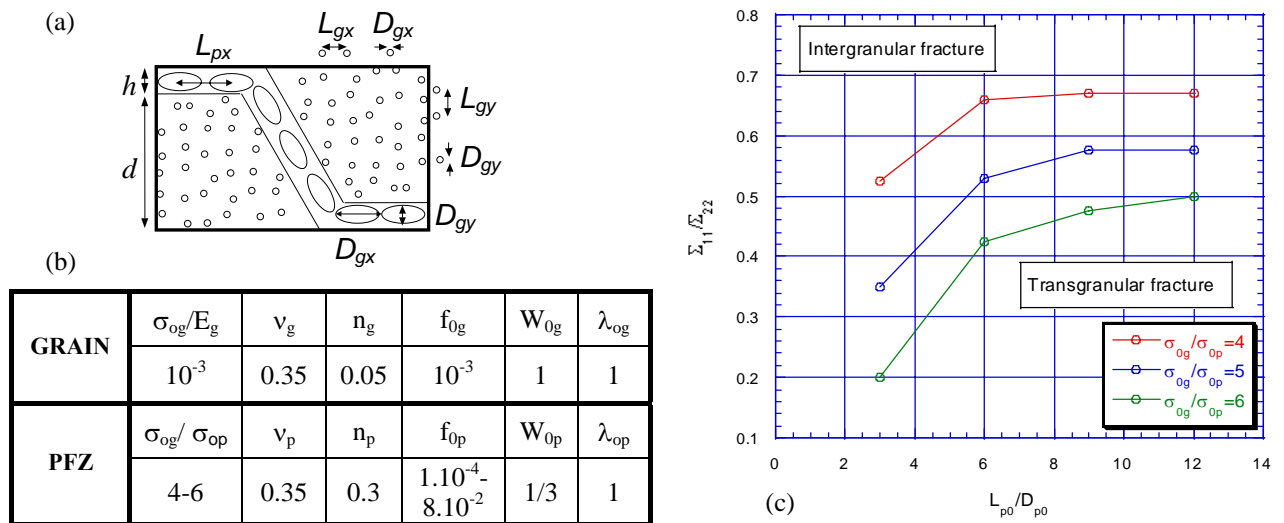 (a)
L_px
L_gx D_gx
h
L_gy
d
D_gy
D_gy
D_gx
(b)
GRAIN
σ_og/E_g ν_g n_g f_0g W_0g λ_og
10^-3 0.35 0.05 10^-3 1 1
PFZ
σ_og/ σ_op ν_p n_p f_0p W_0p λ_op
4-6 0.35 0.3 1.10^-4- 1/3 1
8.10^-2
0.8
0.7
0.6
0.5
0.4
0.3
0.2
0.1
Σ_11/Σ_22
Intergranular fracture
Transgranular fracture
σ_0g/σ_0p=4
σ_0g/σ_0p=5
σ_0g/σ_0p=6
0 2 4 6 8 10 12 14
(c)
L_p0/D_p0